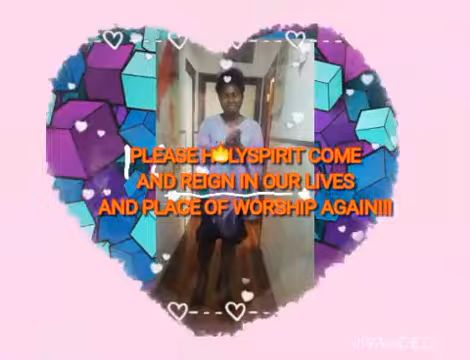 PLEASE H🔥LYSPIRIT COME
AND REIGN IN OUR LIVES
AND PLACE OF WORSHIP AGAIN!!!